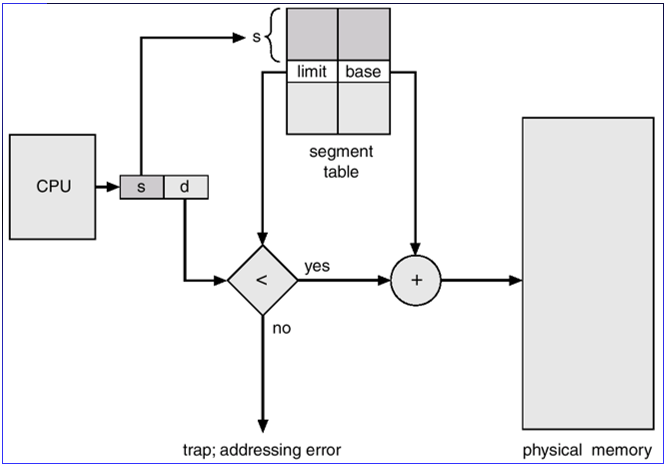 s
limit base
segment
table
CPU
s d
<
yes
+
no
trap; addressing error
physical memory